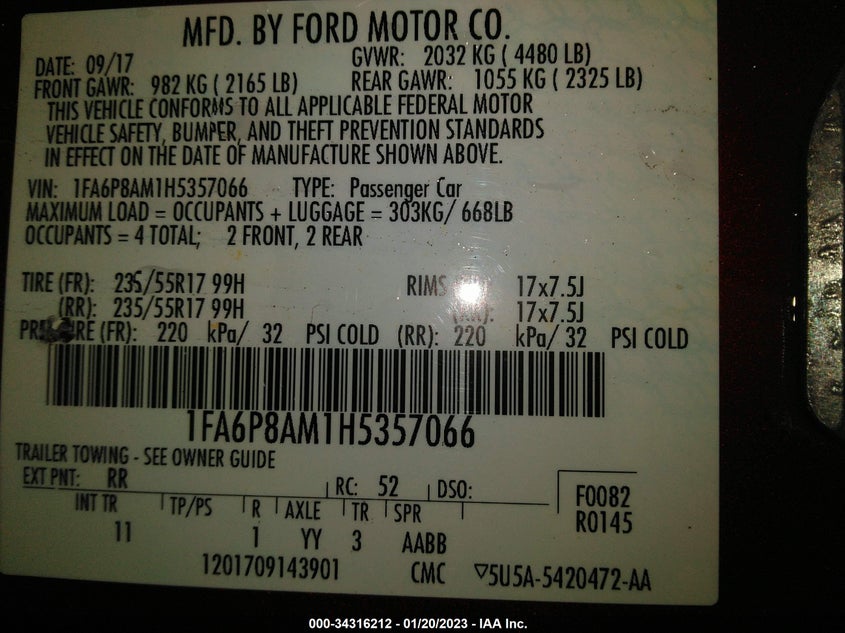 MFD. BY FORD MOTOR CO.
DATE: 09/17 GVWR: 2032 KG ( 4480 LB)
FRONT GAWR: 982 KG ( 2165 LB) REAR GAWR: 1055 KG ( 2325 LB)
THIS VEHICLE CONFORMS TO ALL APPLICABLE FEDERAL MOTOR
VEHICLE SAFETY, BUMPER, AND THEFT PREVENTION STANDARDS
IN EFFECT ON THE DATE OF MANUFACTURE SHOWN ABOVE.
VIN: 1FA6P8AM1H5357066 TYPE: Passenger Car
MAXIMUM LOAD = OCCUPANTS + LUGGAGE = 303KG/ 668LB
OCCUPANTS = 4 TOTAL; 2 FRONT, 2 REAR
TIRE (FR): 235/55R17 99H RIMS 17x7.5J
(RR): 235/55R17 99H (RR): 17x7.5J
(FR): 220 kPa/ 32 PSI COLD (RR): 220 kPa/ 32 PSI COLD
1FA6P8AM1H5357066
TRAILER TOWING - SEE OWNER GUIDE
EXT PNT: RR RC: 52 DSO: F0082
INT TR TP/PS R AXLE TR SPR R0145
11 1 YY 3 AABB
1201709143901 CMC 5U5A-5420472-AA
000-34316212 - 01/20/2023 - IAA Inc.